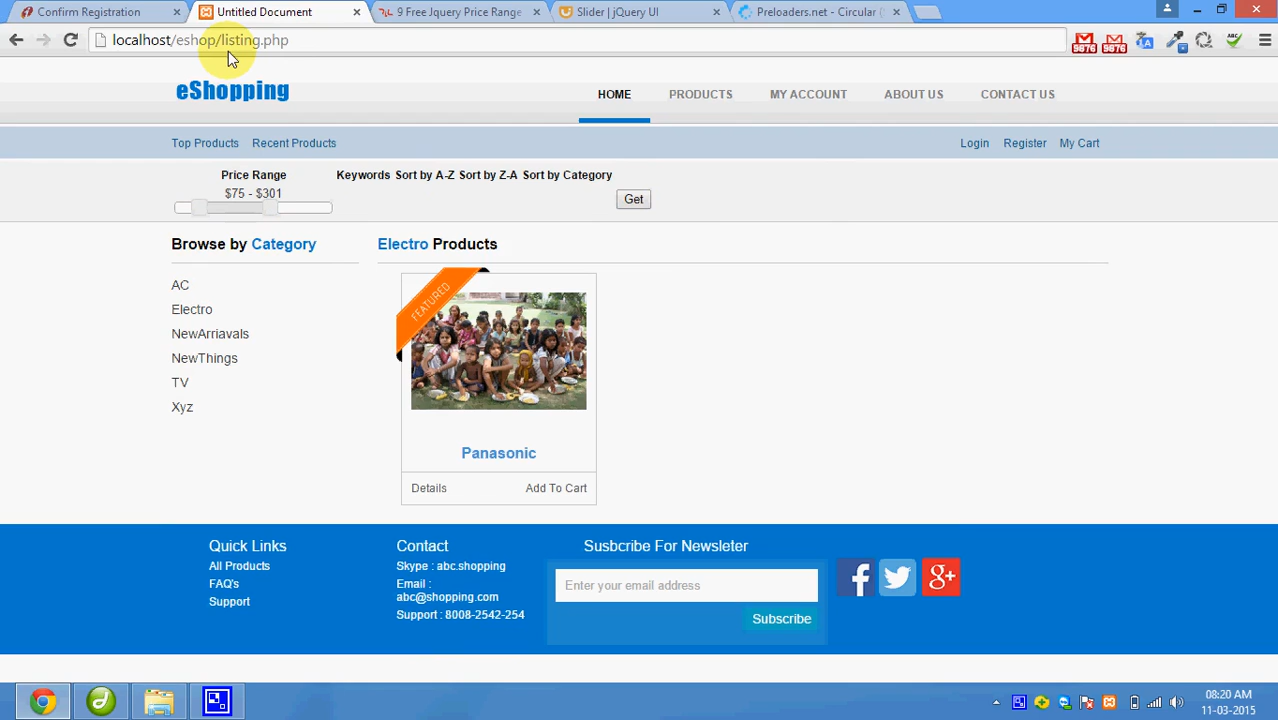 Confirm Registration
Untitled Document
9 Free Jquery Price Range
Slider | jQuery UI
Preloaders.net - Circular (
localhost/eshop/listing.php
9876
9876
ABC
eShopping
HOME
PRODUCTS
MY ACCOUNT
ABOUT US
CONTACT US
Top Products
Recent Products
Login
Register
My Cart
Price Range
Keywords Sort by A-Z Sort by Z-A Sort by Category
$75 - $301
Get
Browse by Category
Electro Products
AC
Electro
NewArriavals
NewThings
TV
Xyz
FEATURED
Panasonic
Details
Add To Cart
Quick Links
All Products
FAQ's
Support
Contact
Skype : abc.shopping
Email :
abc@shopping.com
Support : 8008-2542-254
Susbcribe For Newsleter
Enter your email address
Subscribe
08:20 AM
11-03-2015